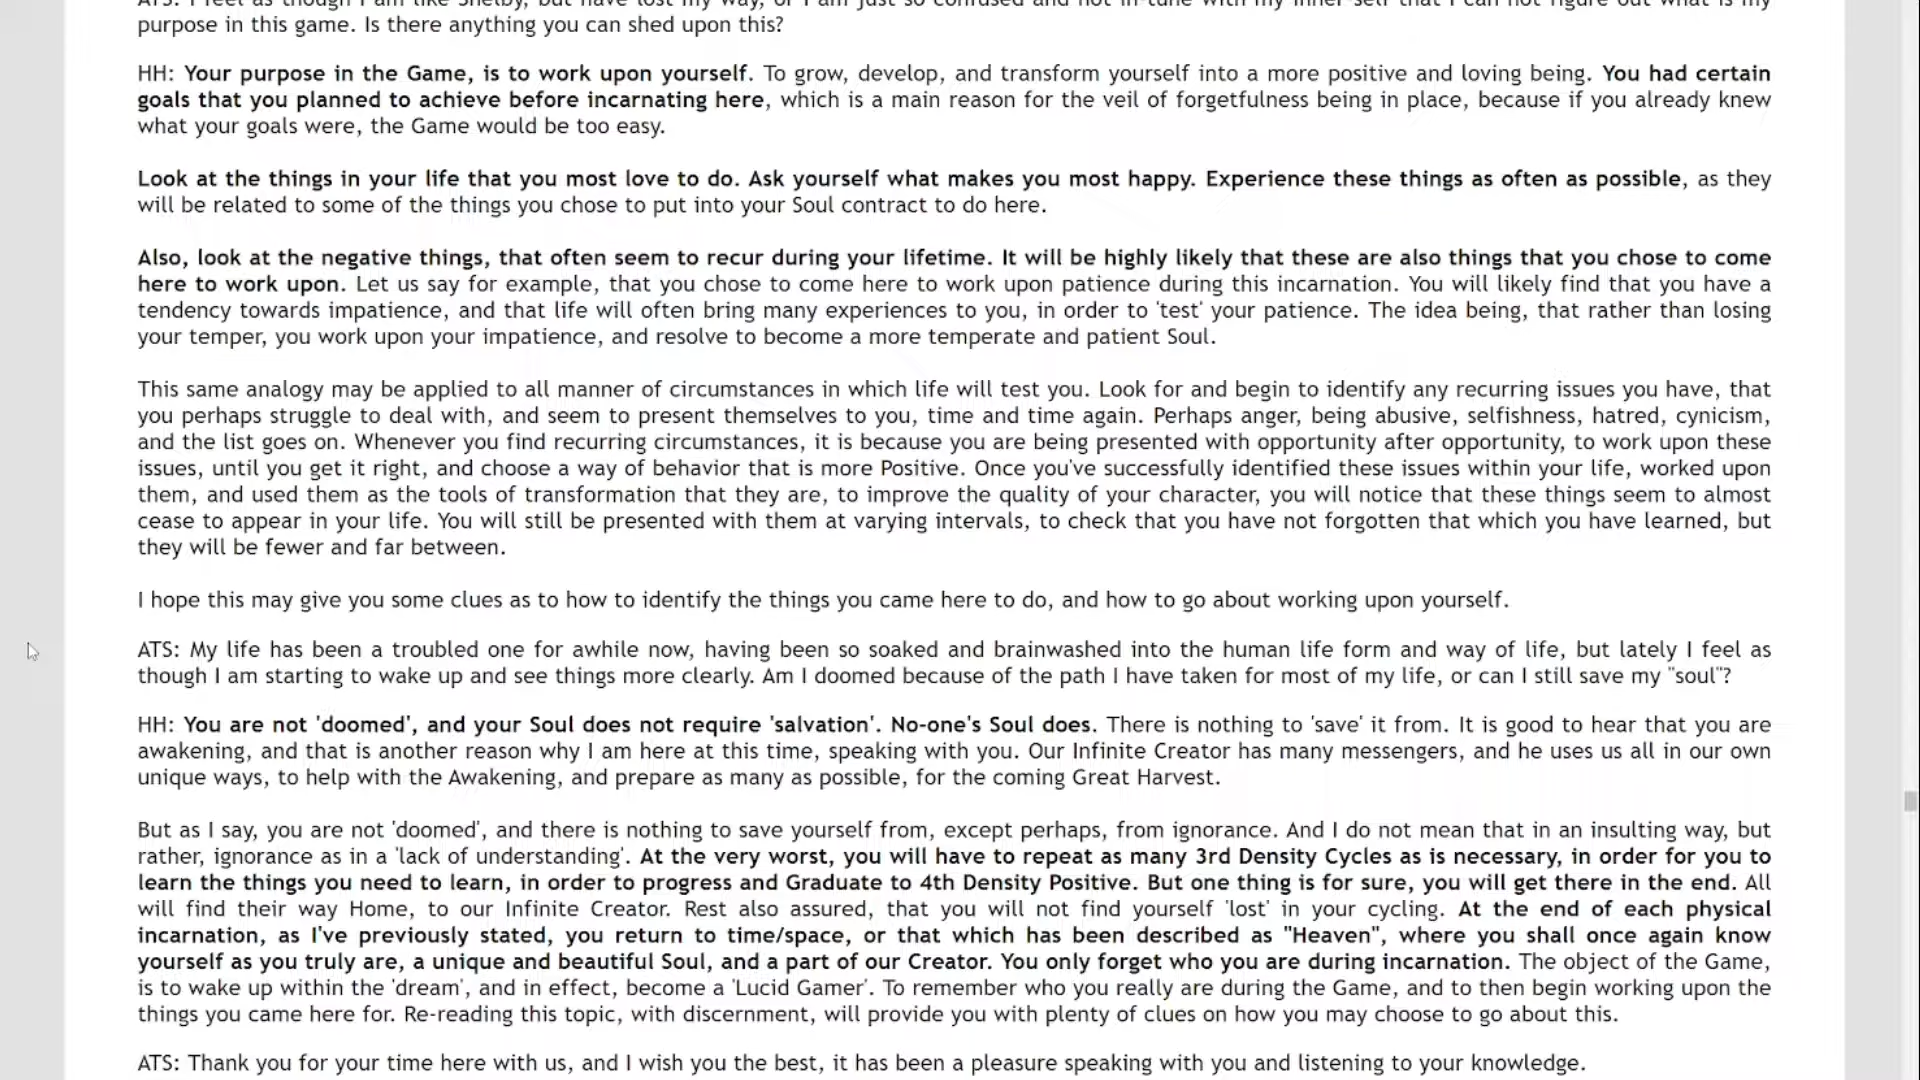 ATS: I feel as though I am like Shelby, but have lost my way, or I am just so confused and not in-tune with my inner-self that I can not figure out what is my
purpose in this game. Is there anything you can shed upon this?
HH: Your purpose in the Game, is to work upon yourself. To grow, develop, and transform yourself into a more positive and loving being. You had certain
goals that you planned to achieve before incarnating here, which is a main reason for the veil of forgetfulness being in place, because if you already knew
what your goals were, the Game would be too easy.
Look at the things in your life that you most love to do. Ask yourself what makes you most happy. Experience these things as often as possible, as they
will be related to some of the things you chose to put into your Soul contract to do here.
Also, look at the negative things, that often seem to recur during your lifetime. It will be highly likely that these are also things that you chose to come
here to work upon. Let us say for example, that you chose to come here to work upon patience during this incarnation. You will likely find that you have a
tendency towards impatience, and that life will often bring many experiences to you, in order to 'test' your patience. The idea being, that rather than losing
your temper, you work upon your impatience, and resolve to become a more temperate and patient Soul.
This same analogy may be applied to all manner of circumstances in which life will test you. Look for and begin to identify any recurring issues you have, that
you perhaps struggle to deal with, and seem to present themselves to you, time and time again. Perhaps anger, being abusive, selfishness, hatred, cynicism,
and the list goes on. Whenever you find recurring circumstances, it is because you are being presented with opportunity after opportunity, to work upon these
issues, until you get it right, and choose a way of behavior that is more Positive. Once you've successfully identified these issues within your life, worked upon
them, and used them as the tools of transformation that they are, to improve the quality of your character, you will notice that these things seem to almost
cease to appear in your life. You will still be presented with them at varying intervals, to check that you have not forgotten that which you have learned, but
they will be fewer and far between.
I hope this may give you some clues as to how to identify the things you came here to do, and how to go about working upon yourself.
ATS: My life has been a troubled one for awhile now, having been so soaked and brainwashed into the human life form and way of life, but lately I feel as
though I am starting to wake up and see things more clearly. Am I doomed because of the path I have taken for most of my life, or can I still save my "soul"?
HH: You are not 'doomed', and your Soul does not require 'salvation'. No-one's Soul does. There is nothing to 'save' it from. It is good to hear that you are
awakening, and that is another reason why I am here at this time, speaking with you. Our Infinite Creator has many messengers, and he uses us all in our own
unique ways, to help with the Awakening, and prepare as many as possible, for the coming Great Harvest.
But as I say, you are not 'doomed', and there is nothing to save yourself from, except perhaps, from ignorance. And I do not mean that in an insulting way, but
rather, ignorance as in a 'lack of understanding'. At the very worst, you will have to repeat as many 3rd Density Cycles as is necessary, in order for you to
learn the things you need to learn, in order to progress and Graduate to 4th Density Positive. But one thing is for sure, you will get there in the end. All
will find their way Home, to our Infinite Creator. Rest also assured, that you will not find yourself 'lost' in your cycling. At the end of each physical
incarnation, as I've previously stated, you return to time/space, or that which has been described as "Heaven", where you shall once again know
yourself as you truly are, a unique and beautiful Soul, and a part of our Creator. You only forget who you are during incarnation. The object of the Game,
is to wake up within the 'dream', and in effect, become a 'Lucid Gamer'. To remember who you really are during the Game, and to then begin working upon the
things you came here for. Re-reading this topic, with discernment, will provide you with plenty of clues on how you may choose to go about this.
ATS: Thank you for your time here with us, and I wish you the best, it has been a pleasure speaking with you and listening to your knowledge.